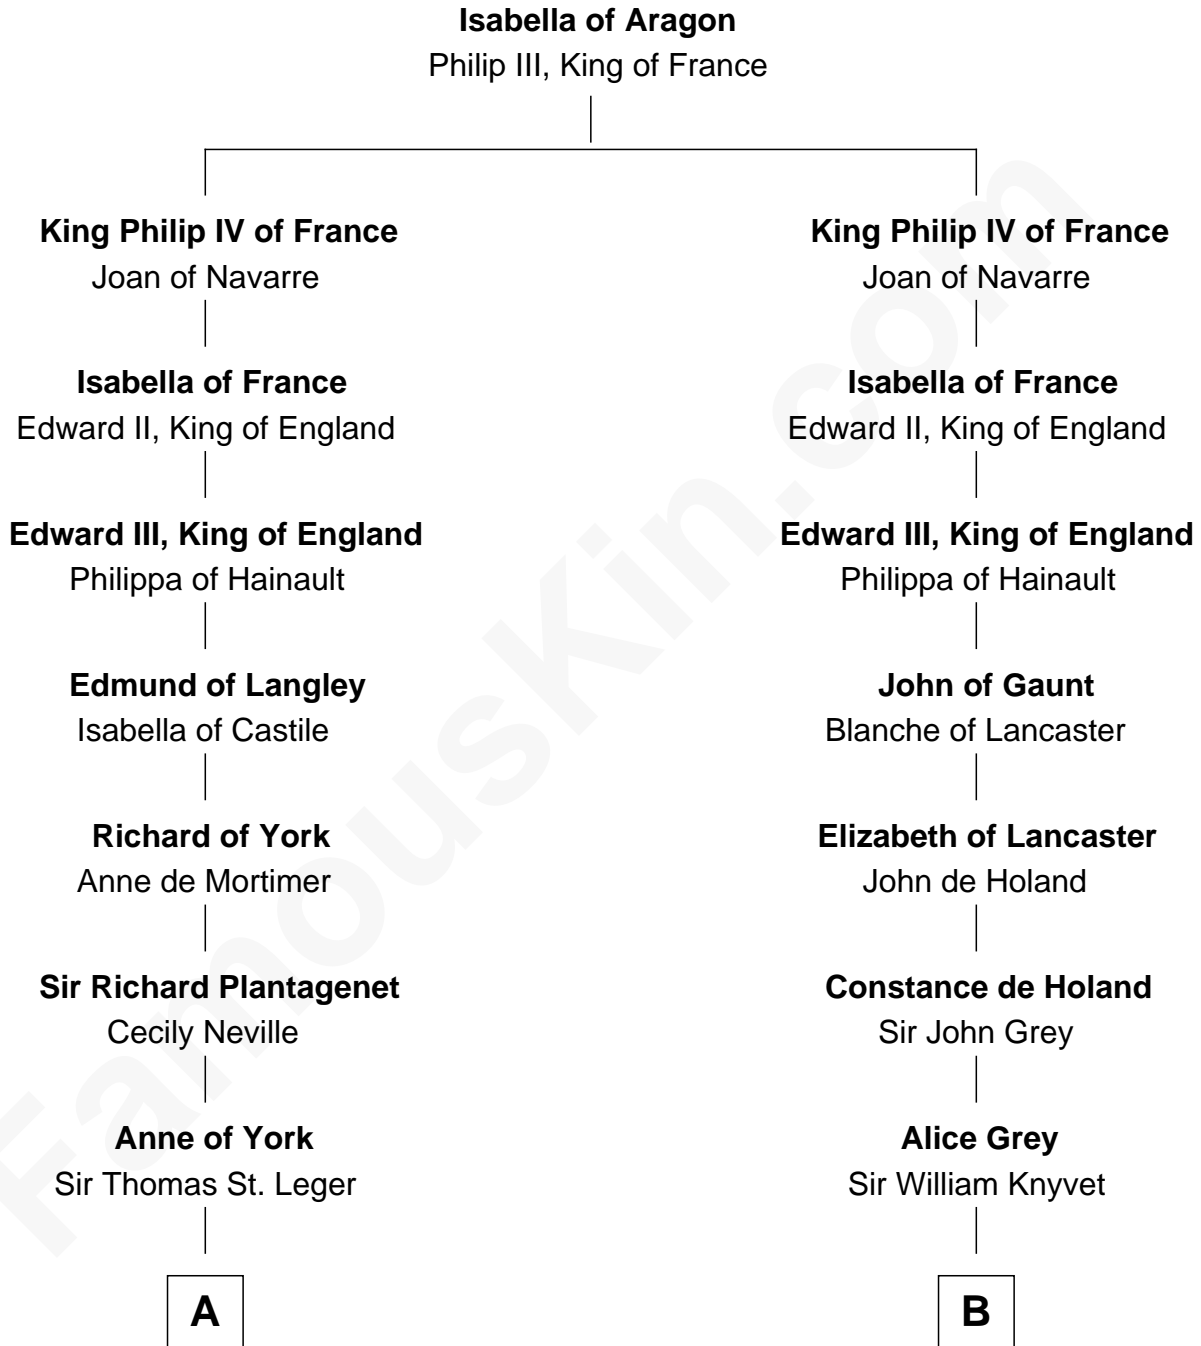 Isabella of Aragon
Philip III, King of France
King Philip IV of France
Joan of Navarre
Isabella of France
Edward II, King of England
Edward III, King of England
Philippa of Hainault
Edmund of Langley
Isabella of Castile
Richard of York
Anne de Mortimer
Sir Richard Plantagenet
Cecily Neville
Anne of York
Sir Thomas St. Leger
A
King Philip IV of France
Joan of Navarre
Isabella of France
Edward II, King of England
Edward III, King of England
Philippa of Hainault
John of Gaunt
Blanche of Lancaster
Elizabeth of Lancaster
John de Holand
Constance de Holand
Sir John Grey
Alice Grey
Sir William Knyvet
B
FamousKin.com